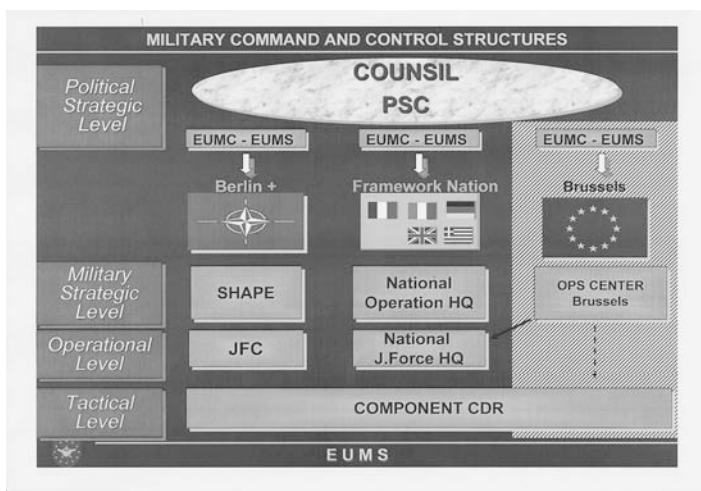 MILITARY COMMAND AND CONTROL STRUCTURES
COUNSIL
PSC
Political
Strategic
Level
EUMC - EUMS
EUMC - EUMS
EUMC - EUMS
Berlin +
Framework Nation
Brussels
Military
Strategic
Level
SHAPE
National
Operation HQ
OPS CENTER
Brussels
Operational
Level
JFC
National
J.Force HQ
Tactical
Level
COMPONENT CDR
E U M S